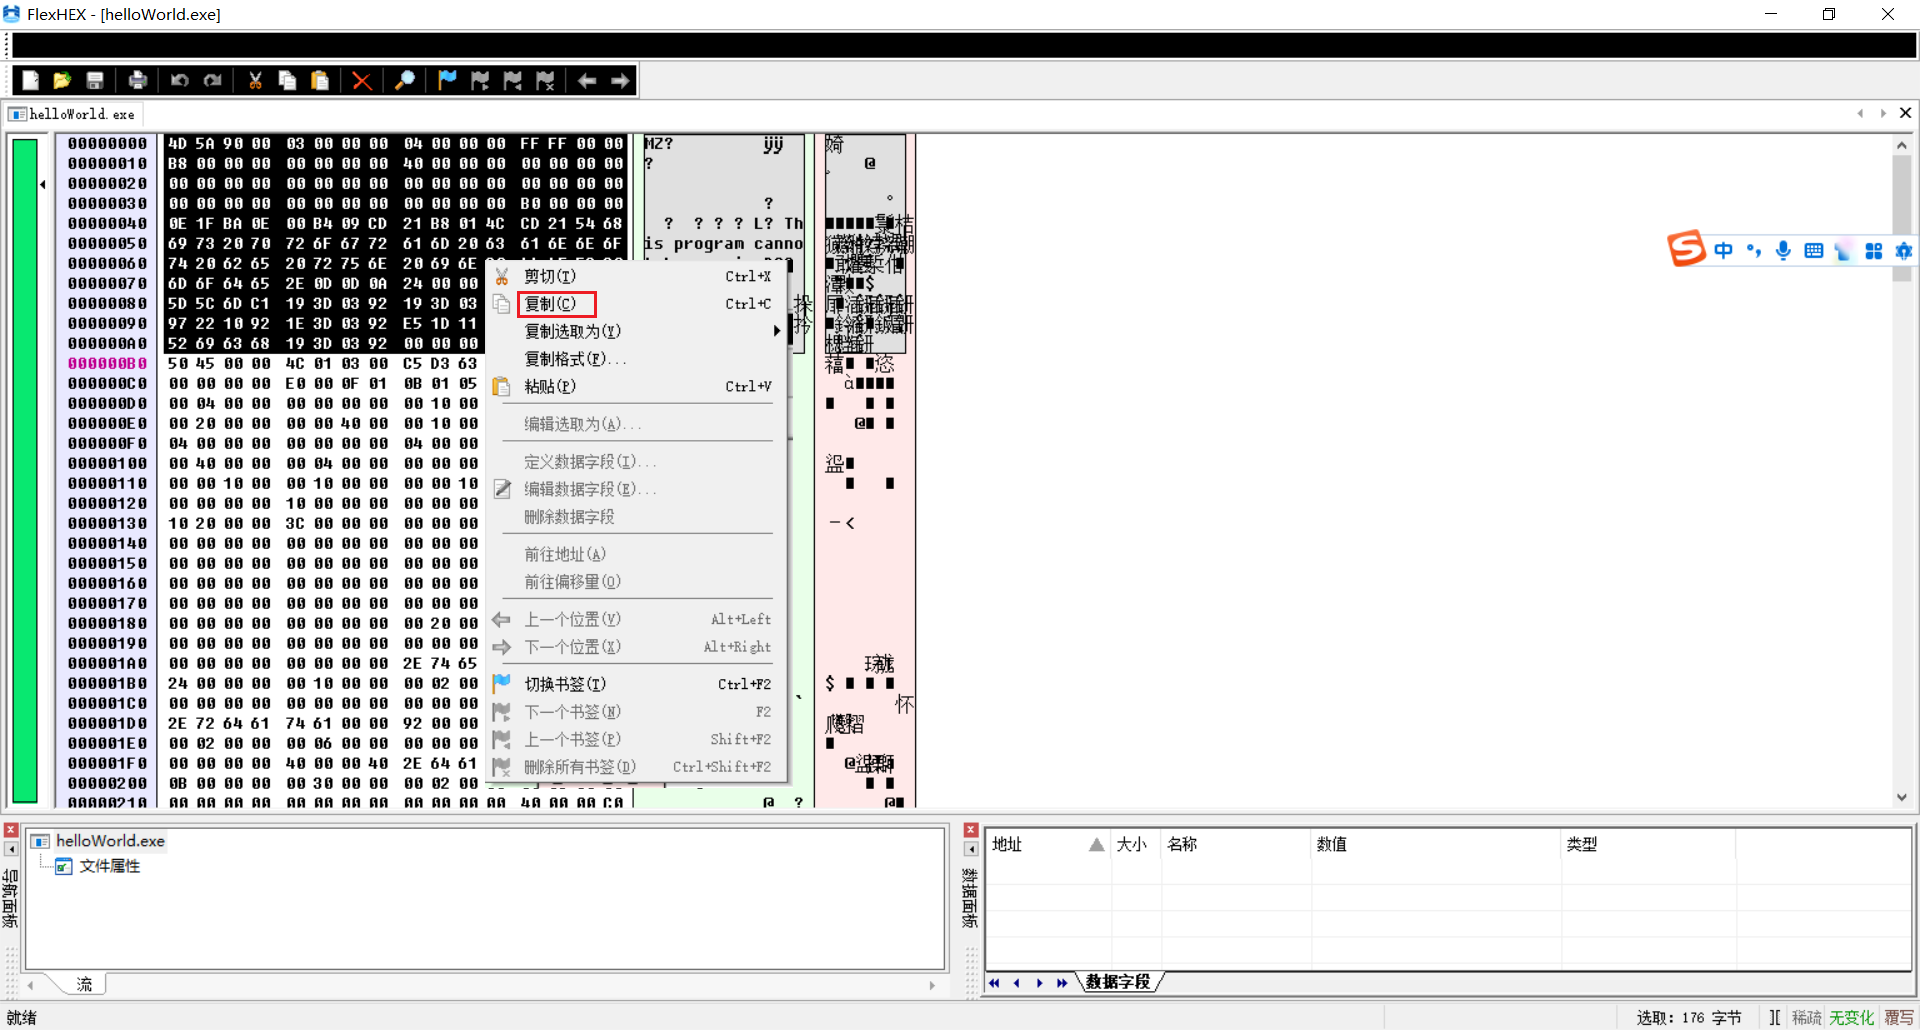 FlexHEX - [helloWorld.exe]
helloWorld.exe
00000000 4D 5A 90 00 03 00 00 00 04 00 00 00 FF FF 00 00 MZ? ÿÿ
00000010 B8 00 00 00 00 00 00 00 40 00 00 00 00 00 00 00 ? @
00000020 00 00 00 00 00 00 00 00 00 00 00 00 00 00 00 00
00000030 00 00 00 00 00 00 00 00 00 00 00 00 B0 00 00 00 ? °
00000040 0E 1F BA 0E 00 B4 09 CD 21 B8 01 4C CD 21 54 68 ? ? ? ? L? Th
00000050 69 73 20 70 72 6F 67 72 61 6D 20 63 61 6E 6E 6F is program canno
00000060 74 20 62 65 20 72 75 6E 20 69 6E
00000070 6D 6F 64 65 2E 0D 0D 0A 24 00 00 $
00000080 5D 5C 6D C1 19 3D 03 92 19 3D 03
00000090 97 22 10 92 1E 3D 03 92 E5 1D 11
000000A0 52 69 63 68 19 3D 03 92 00 00 00
000000B0 50 45 00 00 4C 01 03 00 C5 D3 63
000000C0 00 00 00 00 E0 00 0F 01 0B 01 05 à
000000D0 00 04 00 00 00 00 00 00 00 10 00
000000E0 00 20 00 00 00 00 40 00 00 10 00 @
000000F0 04 00 00 00 00 00 00 00 04 00 00
00000100 00 40 00 00 00 04 00 00 00 00 00
00000110 00 00 10 00 00 10 00 00 00 00 10
00000120 00 00 00 00 10 00 00 00 00 00 00
00000130 10 20 00 00 3C 00 00 00 00 00 00 <
00000140 00 00 00 00 00 00 00 00 00 00 00
00000150 00 00 00 00 00 00 00 00 00 00 00
00000160 00 00 00 00 00 00 00 00 00 00 00
00000170 00 00 00 00 00 00 00 00 00 00 00
00000180 00 00 00 00 00 00 00 00 00 20 00
00000190 00 00 00 00 00 00 00 00 00 00 00
000001A0 00 00 00 00 00 00 00 00 2E 74 65
000001B0 24 00 00 00 00 10 00 00 00 02 00 $
000001C0 00 00 00 00 00 00 00 00 00 00 00
000001D0 2E 72 64 61 74 61 00 00 92 00 00
000001E0 00 02 00 00 00 06 00 00 00 00 00
000001F0 00 00 00 00 40 00 00 40 2E 64 61
00000200 0B 00 00 00 00 30 00 00 00 02 00
00000210 00 00 00 00 00 00 00 00 00 00 00 00 40 00 00 C0 @ ?
剪切(T) Ctrl+X
复制(C) Ctrl+C
复制选取为(Y)
复制格式(F)...
粘贴(P) Ctrl+V
编辑选取为(A)...
定义数据字段(I)...
编辑数据字段(E)...
删除数据字段
前往地址(A)
前往偏移量(O)
上一个位置(V) Alt+Left
下一个位置(X) Alt+Right
切换书签(T) Ctrl+F2
下一个书签(N) F2
上一个书签(P) Shift+F2
删除所有书签(D) Ctrl+Shift+F2
中
导航面板
helloWorld.exe
文件属性
流
数据面板
地址 大小 名称 数值 类型
数据字段
就绪
选取: 176 字节 ][ 稀疏 无变化 覆写